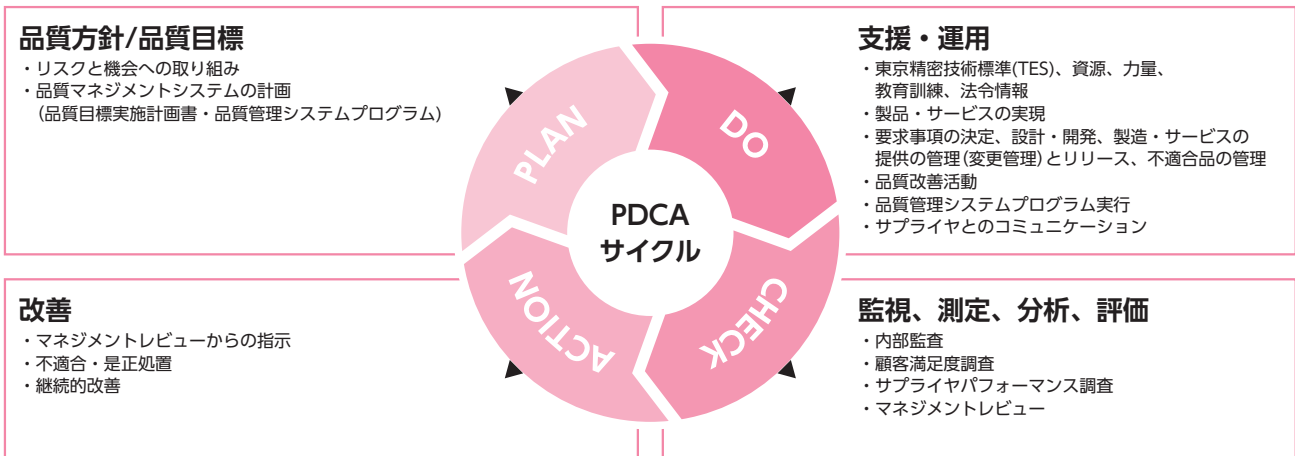 品質方針/品質目標
・リスクと機会への取り組み
・品質マネジメントシステムの計画
(品質目標実施計画書・品質管理システムプログラム)
支援・運用
・東京精密技術標準(TES)、資源、力量、
教育訓練、法令情報
・製品・サービスの実現
・要求事項の決定、設計・開発、製造・サービスの
提供の管理(変更管理)とリリース、不適合品の管理
・品質改善活動
・品質管理システムプログラム実行
・サプライヤとのコミュニケーション
PLAN
DO
PDCA
サイクル
ACTION
CHECK
改善
・マネジメントレビューからの指示
・不適合・是正処置
・継続的改善
監視、測定、分析、評価
・内部監査
・顧客満足度調査
・サプライヤパフォーマンス調査
・マネジメントレビュー